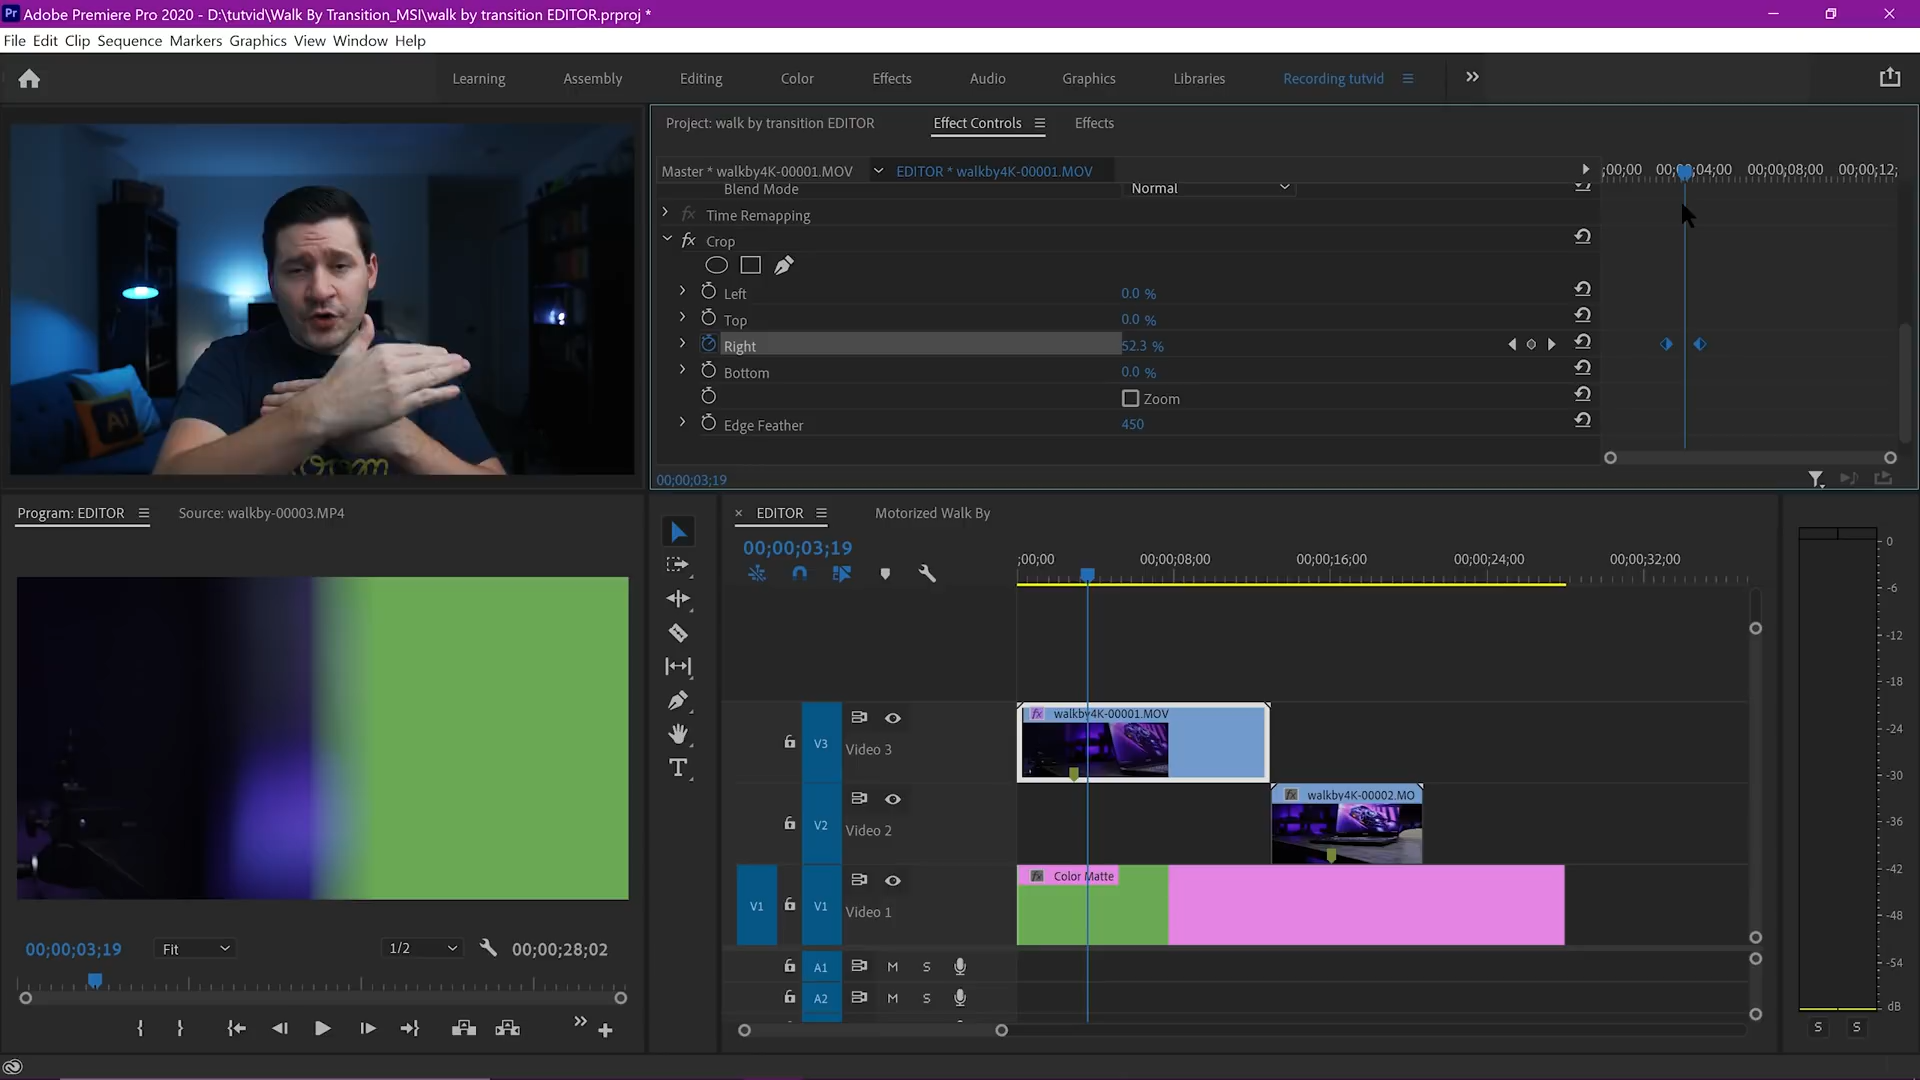 Pr Adobe Premiere Pro 2020 - D:\tutvid\Walk By Transition_MSI\walk by transition EDITOR.prproj *
File Edit Clip Sequence Markers Graphics View Window Help
Learning Assembly Editing Color Effects Audio Graphics Libraries Recording tutvid
Project: walk by transition EDITOR Effect Controls Effects
Master * walkby4K-00001.MOV EDITOR * walkby4K-00001.MOV ;00;00 00;00;04;00 00;00;08;00 00;00;12;
Blend Mode Normal
fx Time Remapping
fx Crop
Left 0.0 %
Top 0.0 %
Right 52.3 %
Bottom 0.0 %
Zoom
Edge Feather 450
00;00;03;19
Ai
Program: EDITOR Source: walkby-00003.MP4
× EDITOR Motorized Walk By
00;00;03;19
;00;00 00;00;08;00 00;00;16;00 00;00;24;00 00;00;32;00
T
fx walkby4K-00001.MOV
V3 Video 3
fx walkby4K-00002.MO
V2 Video 2
fx Color Matte
V1 V1 Video 1
A1 M S
A2 M S
00;00;03;19 Fit 1/2 00;00;28;02
0
-6
-12
-18
-24
-30
-36
-42
-48
-54
dB
S S